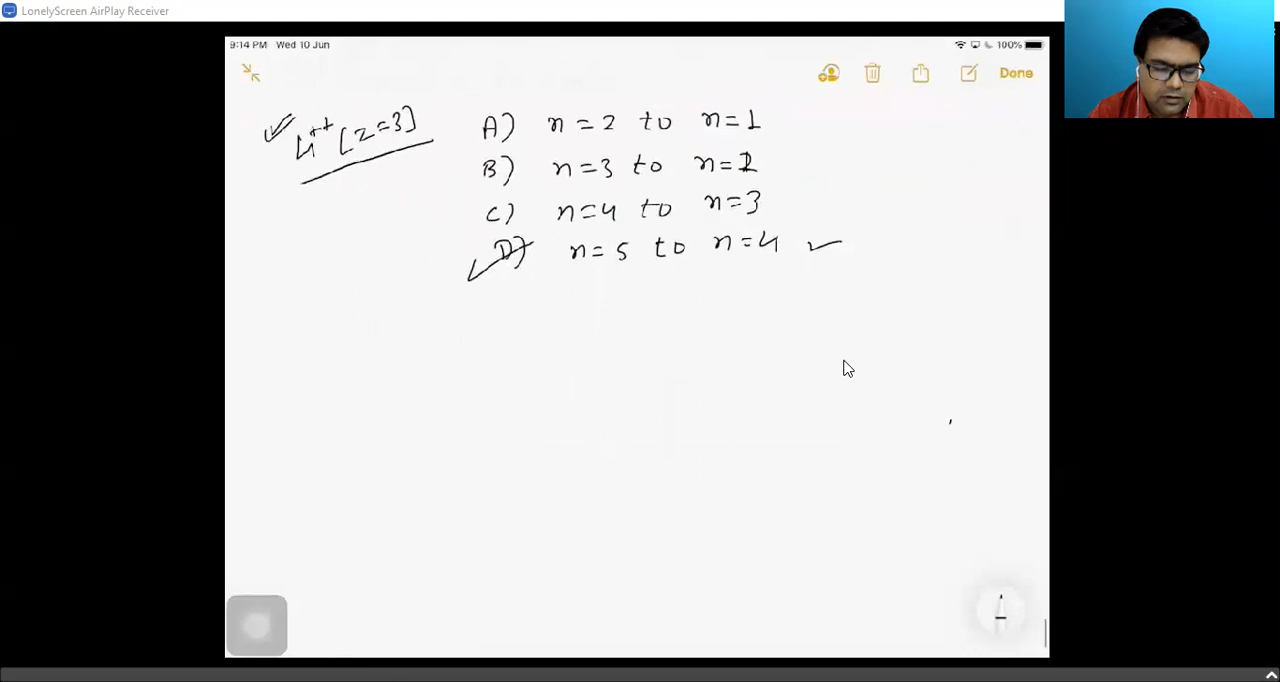 LonelyScreen AirPlay Receiver
9:14 PM Wed 10 Jun 100%
Done
Li++ [z=3]
A) n = 2 to n=1
B) n=3 to n=2
C) n=4 to n=3
D) n= 5 to n=4